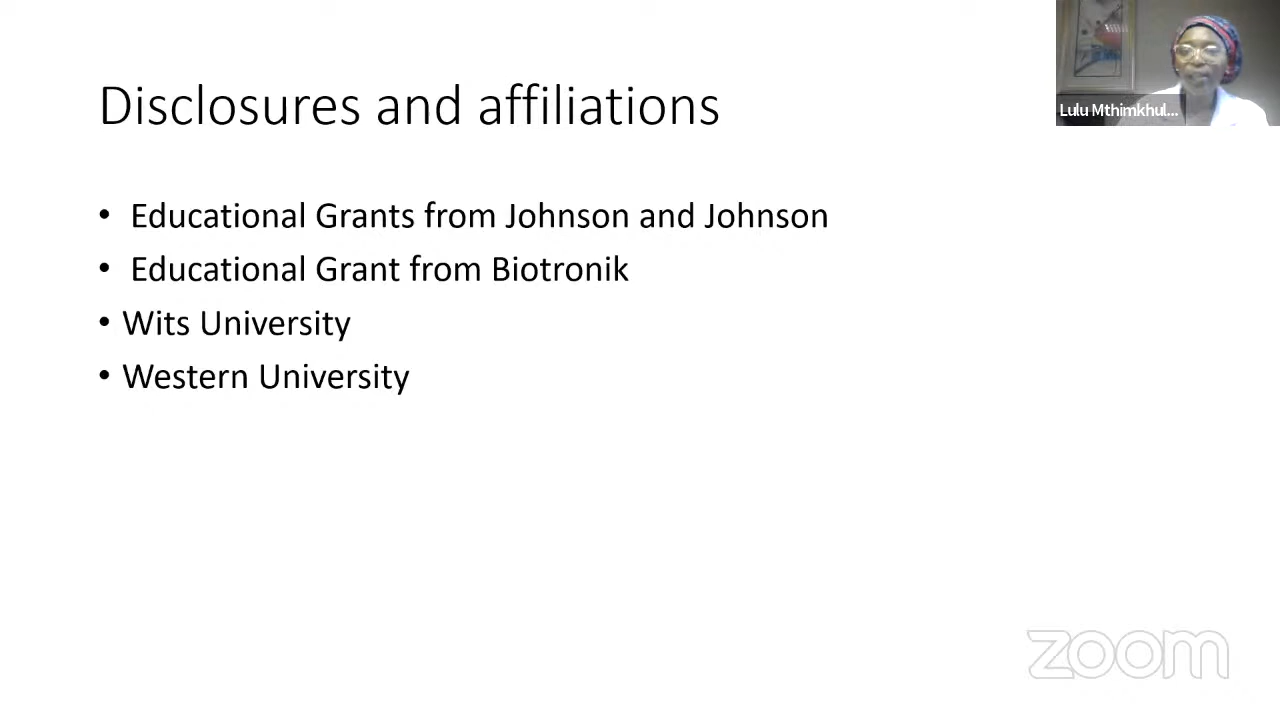 Disclosures and affiliations
Lulu Mthimkhul...
• Educational Grants from Johnson and Johnson
• Educational Grant from Biotronik
• Wits University
• Western University
zoom